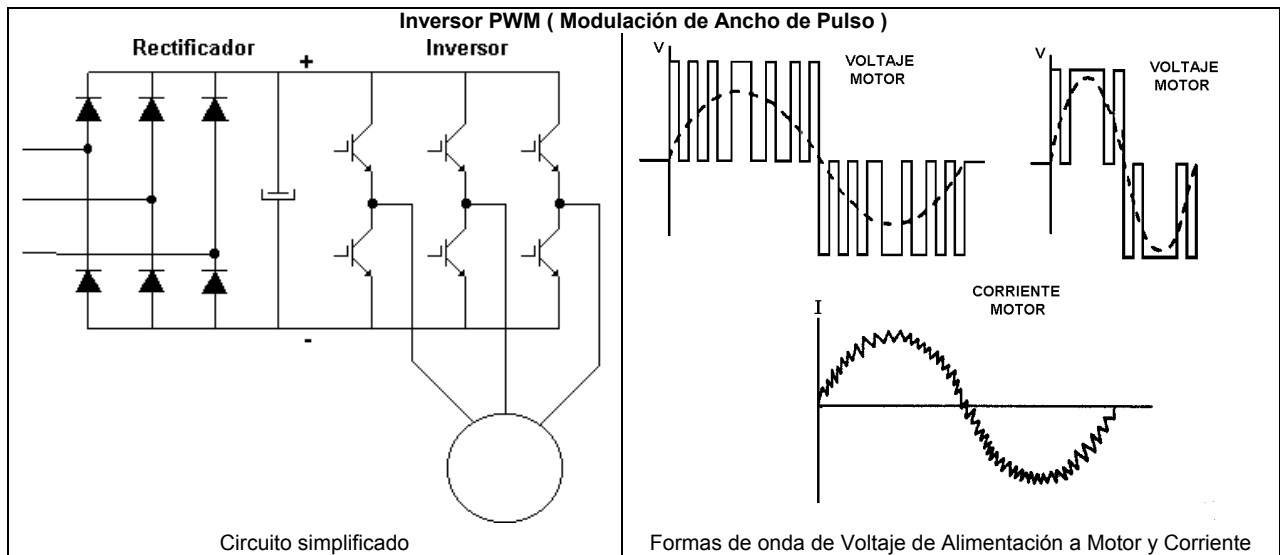 Inversor PWM ( Modulación de Ancho de Pulso )
Rectificador
Inversor
+
-
Circuito simplificado
V
VOLTAJE
MOTOR
V
VOLTAJE
MOTOR
CORRIENTE
MOTOR
I
Formas de onda de Voltaje de Alimentación a Motor y Corriente